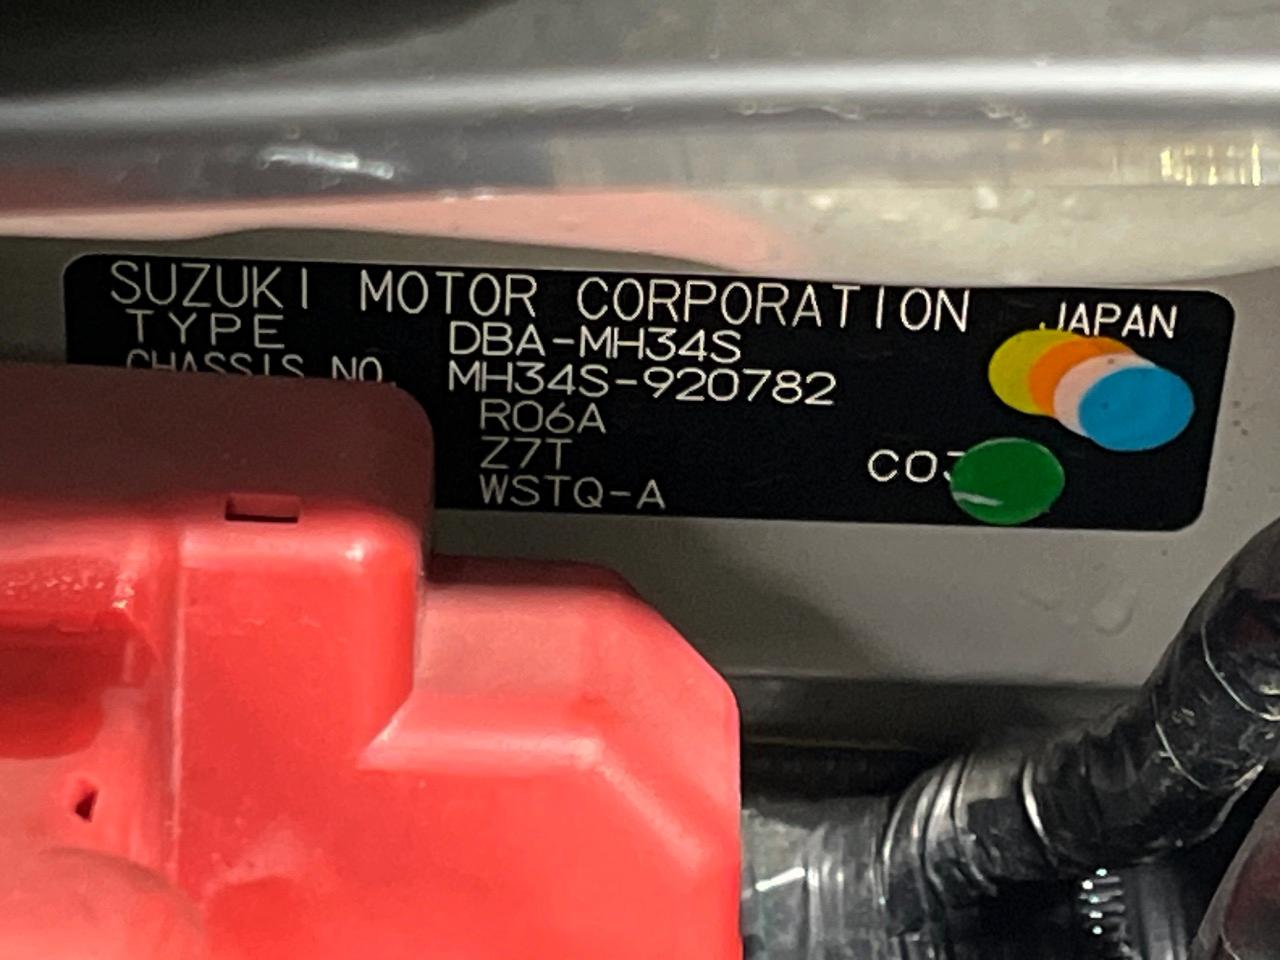 SUZUKI MOTOR CORPORATION JAPAN
TYPE DBA-MH34S
CHASSIS NO. MH34S-920782
R06A
Z7T
WSTQ-A